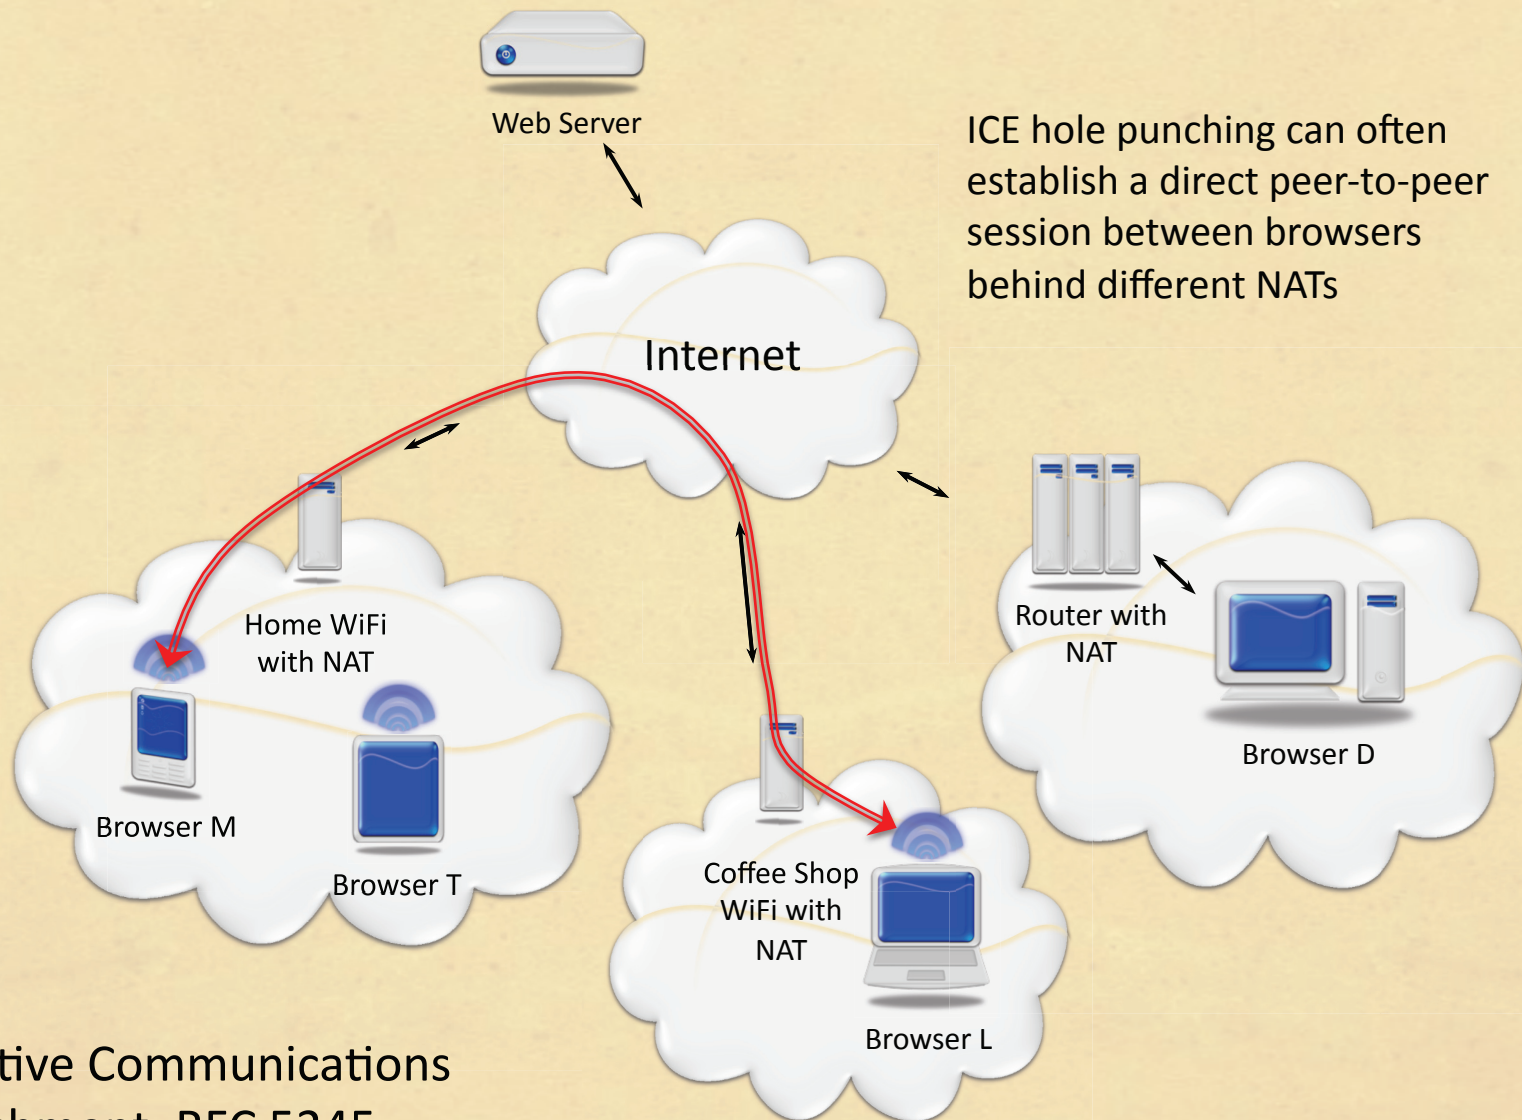 Web Server
ICE hole punching can often
establish a direct peer-to-peer
session between browsers
behind different NATs
Internet
Home WiFi
with NAT
Router with
NAT
Browser D
Browser M
Browser T
Coffee Shop
WiFi with
NAT
Browser L
tive Communications